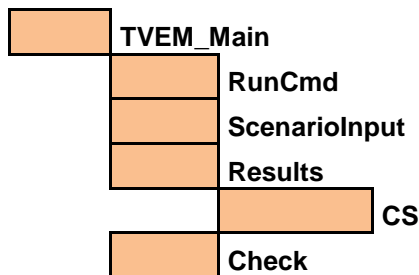 TVEM_Main
RunCmd
ScenarioInput
Results
CS
Check